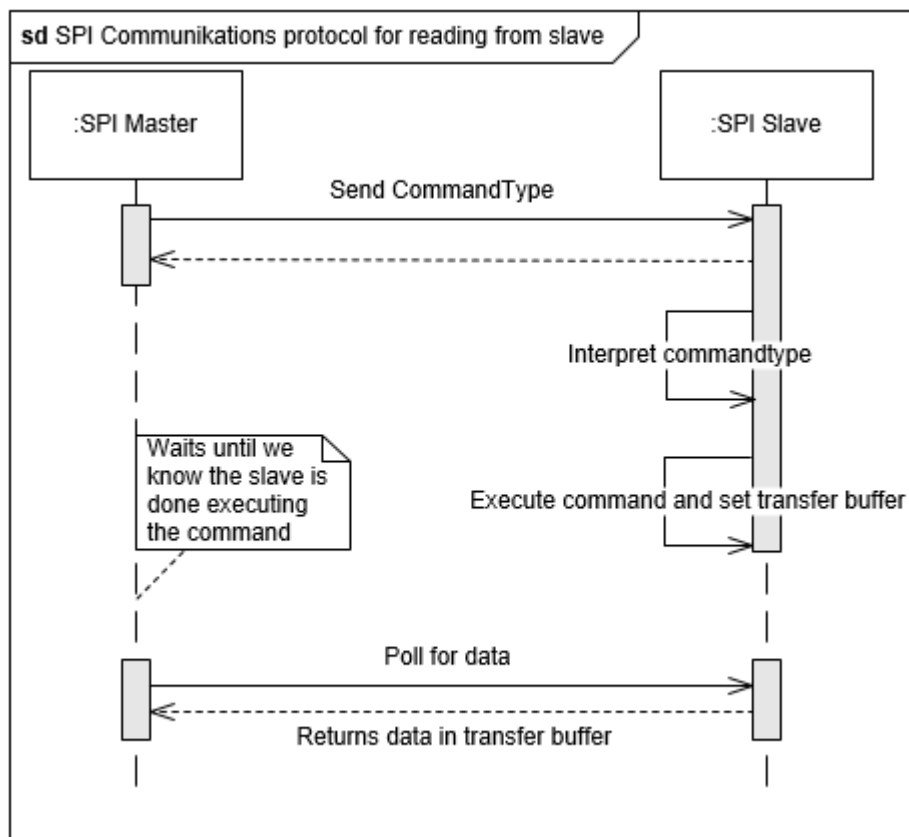 sd SPI Communikations protocol for reading from slave
:SPI Master
:SPI Slave
Send CommandType
Interpret commandtype
Waits until we
know the slave is
done executing
the command
Execute command and set transfer buffer
Poll for data
Returns data in transfer buffer